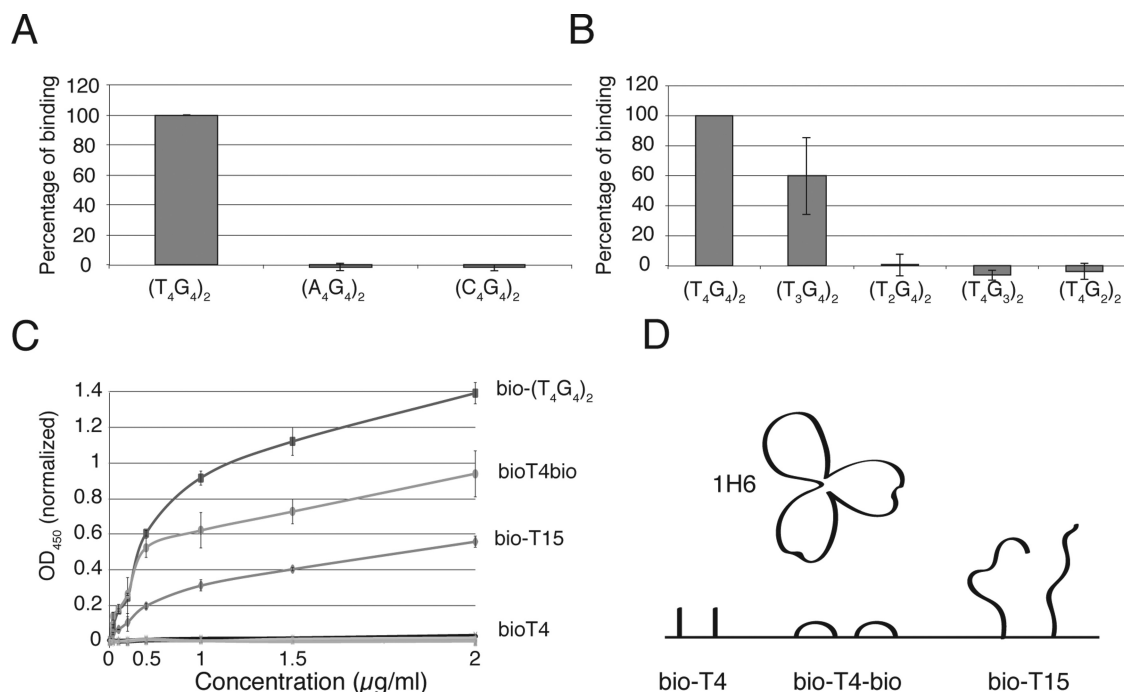 A
Percentage of binding
120
100
80
60
40
20
0
(T₄G₄)₂ (A₄G₄)₂ (C₄G₄)₂
B
Percentage of binding
120
100
80
60
40
20
0
(T₄G₄)₂ (T₃G₄)₂ (T₂G₄)₂ (T₄G₃)₂ (T₄G₂)₂
C
OD₄₅₀ (normalized)
1.4
1.2
1
0.8
0.6
0.4
0.2
0
0 0.5 1 1.5 2
Concentration (µg/ml)
bio-(T₄G₄)₂
bioT4bio
bio-T15
bioT4
D
1H6
bio-T4 bio-T4-bio bio-T15